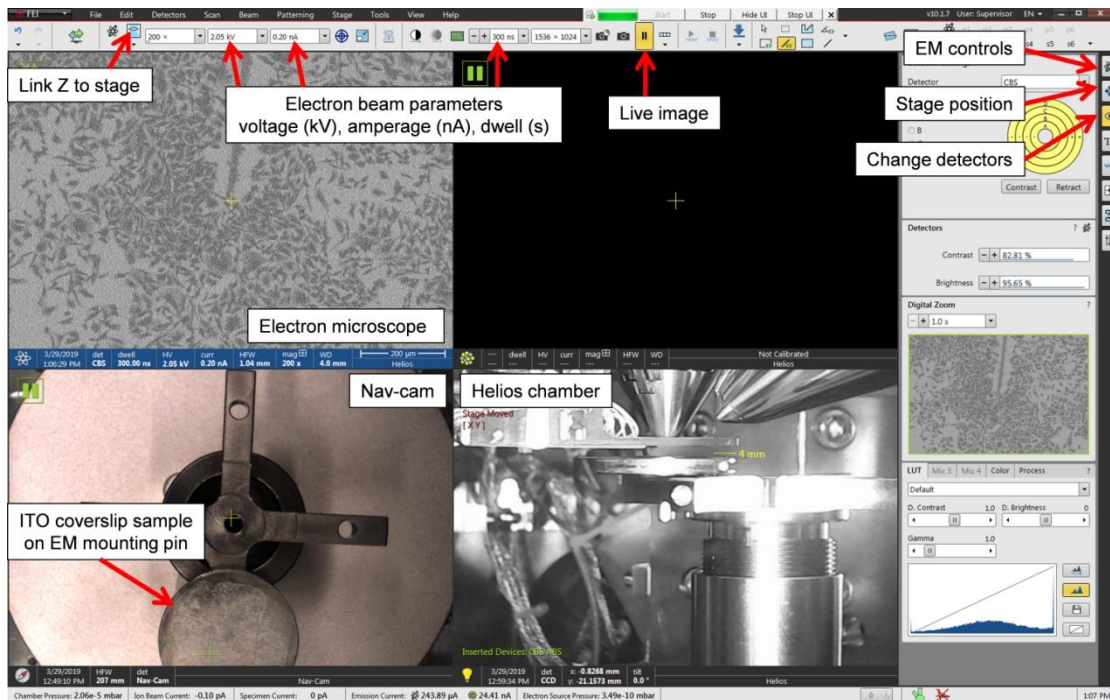 FEI File Edit Detectors Scan Beam Patterning Stage Tools View Help Start Stop Hide UI Stop UI x v10.1.7 User: Supervisor EN
200 × 2.05 kV 0.20 nA 300 ns 1536 × 1024
s4 s5 s6
Link Z to stage
Electron beam parameters
voltage (kV), amperage (nA), dwell (s)
Live image
EM controls
Stage position
Change detectors
Detector CBS
B
Contrast Retract
Detectors ?
Contrast - + 82.81 %
Brightness - + 95.65 %
Digital Zoom ?
- + 1.0 x
Electron microscope
3/29/2019 det dwell HV curr HFW mag WD 200 µm
1:06:29 PM CBS 300.00 ns 2.05 kV 0.20 nA 1.04 mm 200 x 4.0 mm Helios
--- dwell HV curr mag HFW WD Not Calibrated
--- --- --- --- --- --- --- Helios
Nav-cam
ITO coverslip sample
on EM mounting pin
3/29/2019 HFW det
12:49:10 PM 207 mm Nav-Cam Nav-Cam
Helios chamber
Stage Moved
[ X Y ]
4 mm
Inserted Devices: CBS ABS
3/29/2019 det x: -0.8268 mm tilt
12:59:34 PM CCD y: -21.1573 mm 0.0 ° Helios
LUT Mix 3 Mix 4 Color Process ?
Default
D. Contrast 1.0 D. Brightness 0
Gamma 1.0
Chamber Pressure: 2.06e-5 mbar Ion Beam Current: -0.10 pA Specimen Current: 0 pA Emission Current: 243.89 µA 24.41 nA Electron Source Pressure: 3.49e-10 mbar 0 1:07 PM